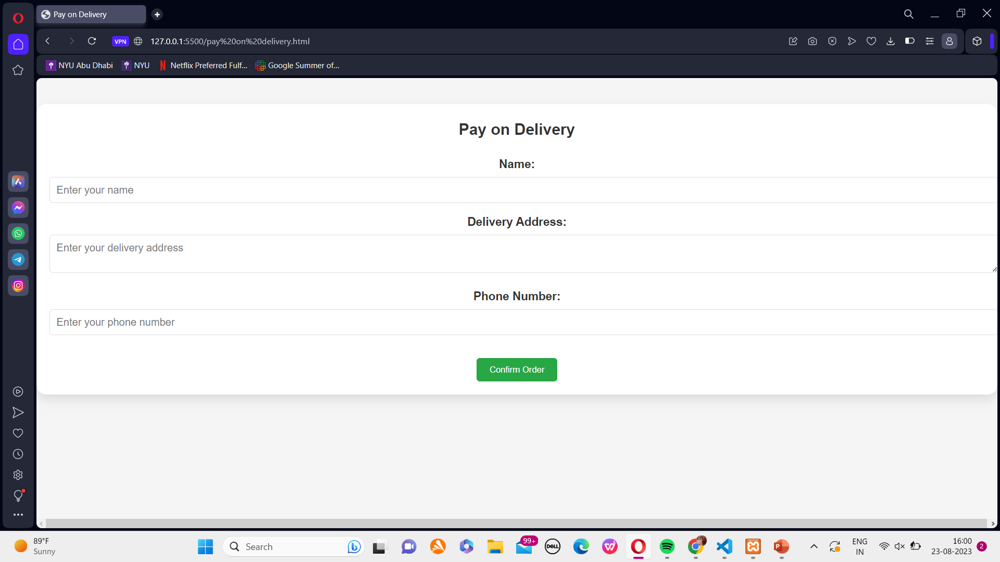 Pay on Delivery
VPN
127.0.0.1:5500/pay%20on%20delivery.html
NYU Abu Dhabi
NYU
Netflix Preferred Fulf...
Google Summer of...
Pay on Delivery
Name:
Enter your name
Delivery Address:
Enter your delivery address
Phone Number:
Enter your phone number
Confirm Order
89°F
Sunny
Search
99+
DELL
ENG
IN
16:00
23-08-2023
2